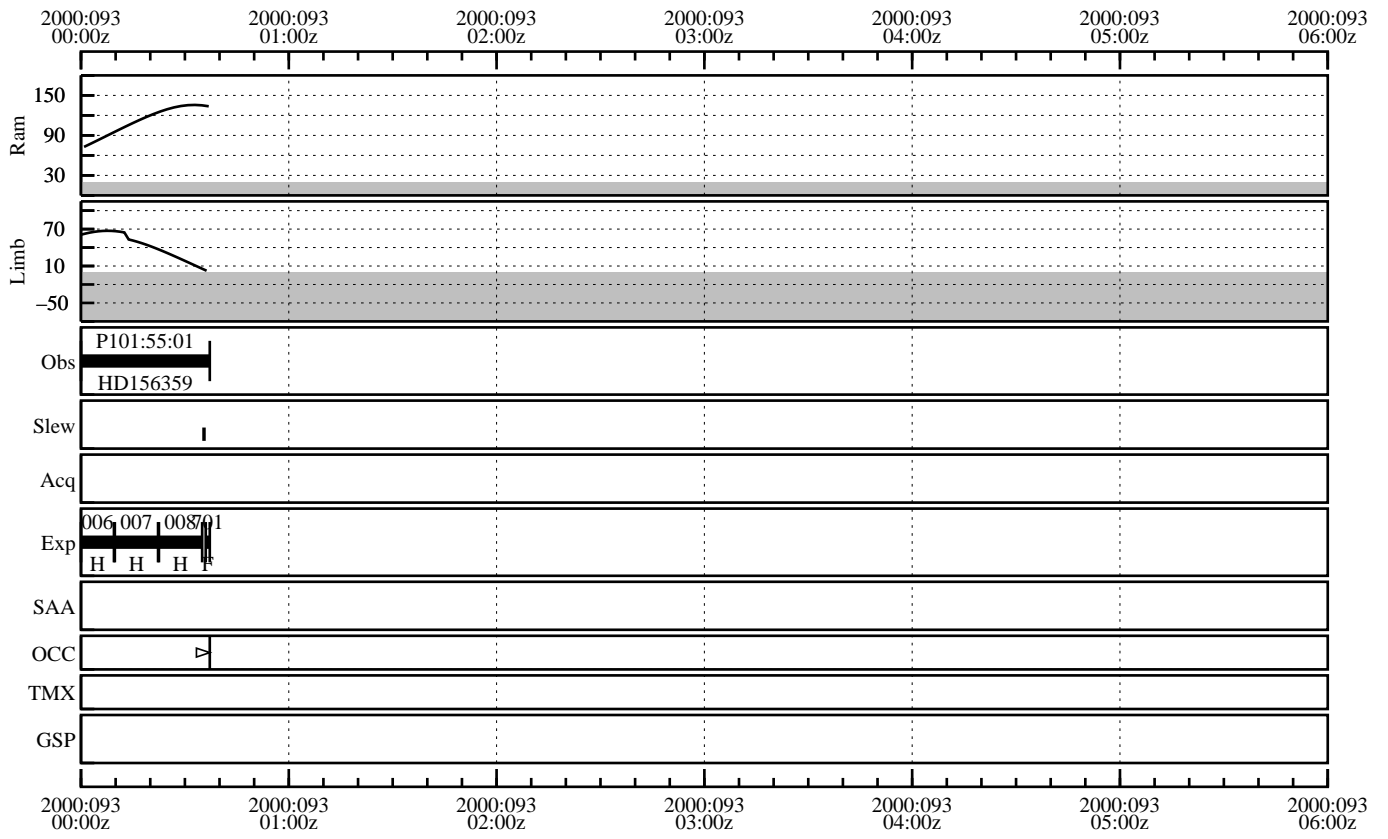 2000:093 2000:093 2000:093 2000:093 2000:093 2000:093 2000:093
00:00z 01:00z 02:00z 03:00z 04:00z 05:00z 06:00z
150
90
30
Ram
70
10
−50
Limb
P101:55:01
Obs
HD156359
Slew
Acq
006 007 008 701
Exp
H H H F
SAA
OCC
TMX
GSP
2000:093 2000:093 2000:093 2000:093 2000:093 2000:093 2000:093
00:00z 01:00z 02:00z 03:00z 04:00z 05:00z 06:00z